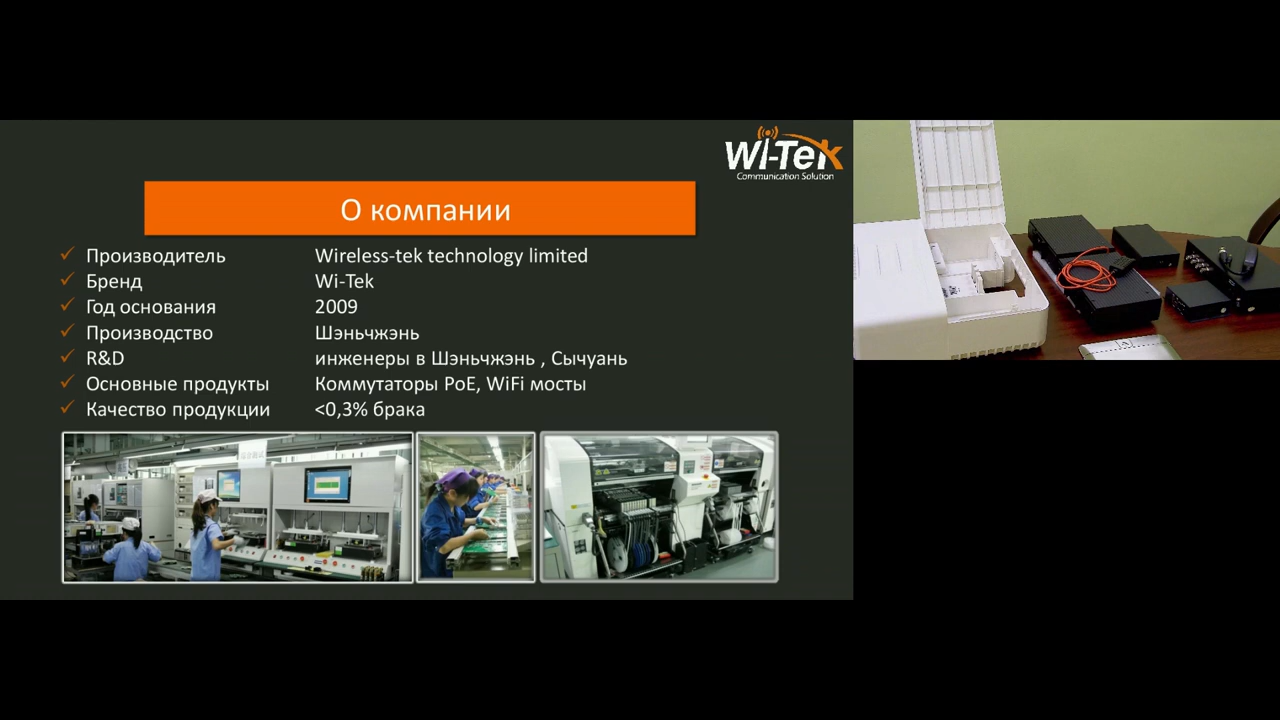 Wi-Tek
Communication Solution
О компании
Производитель Wireless-tek technology limited
Бренд Wi-Tek
Год основания 2009
Производство Шэньчжэнь
R&D инженеры в Шэньчжэнь , Сычуань
Основные продукты Коммутаторы PoE, WiFi мосты
Качество продукции <0,3% брака